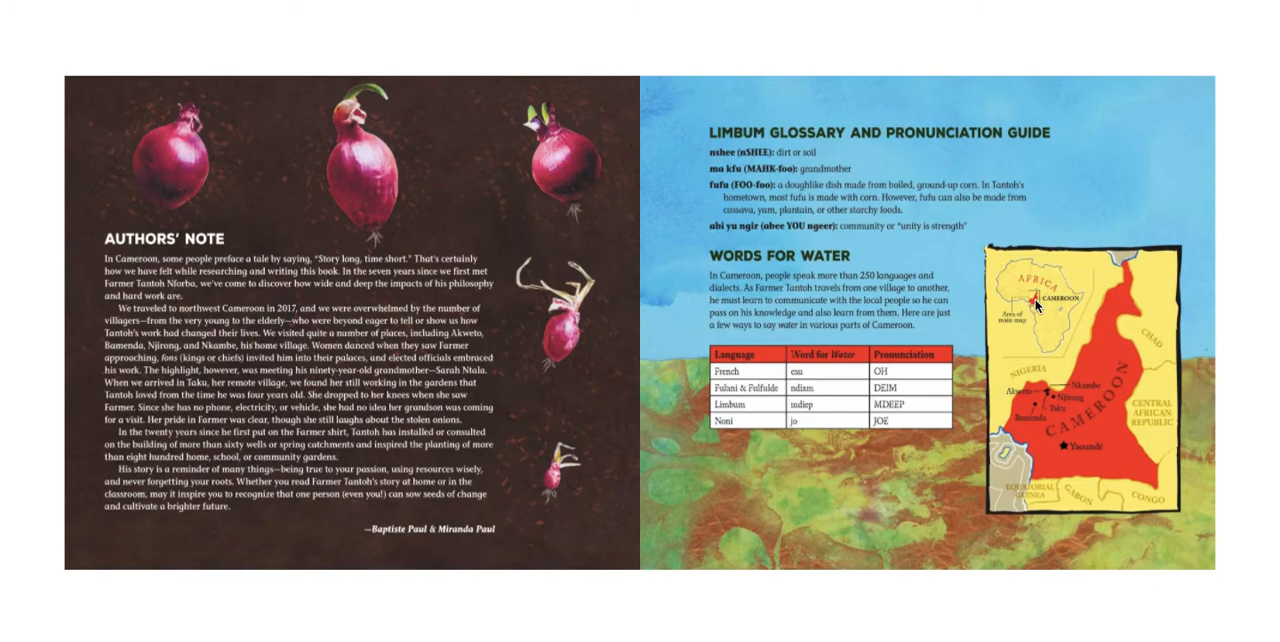 AUTHORS' NOTE
In Cameroon, some people preface a tale by saying, "Story long, time short." That's certainly
how we have felt while researching and writing this book. In the seven years since we first met
Farmer Tantoh Nforba, we've come to discover how wide and deep the impacts of his philosophy
and hard work are.
We traveled to northwest Cameroon in 2017, and we were overwhelmed by the number of
villagers—from the very young to the elderly—who were beyond eager to tell or show us how
Tantoh's work had changed their lives. We visited quite a number of places, including Akweto,
Bamenda, Njirong, and Nkambe, his home village. Women danced when they saw Farmer
approaching, fons (kings or chiefs) invited him into their palaces, and elected officials embraced
his work. The highlight, however, was meeting his ninety-year-old grandmother—Sarah Ntala.
When we arrived in Taku, her remote village, we found her still working in the gardens that
Tantoh loved from the time he was four years old. She dropped to her knees when she saw
Farmer. Since she has no phone, electricity, or vehicle, she had no idea her grandson was coming
for a visit. Her pride in Farmer was clear, though she still laughs about the stolen onions.
In the twenty years since he first put on the Farmer shirt, Tantoh has installed or consulted
on the building of more than sixty wells or spring catchments and inspired the planting of more
than eight hundred home, school, or community gardens.
His story is a reminder of many things—being true to your passion, using resources wisely,
and never forgetting your roots. Whether you read Farmer Tantoh's story at home or in the
classroom, may it inspire you to recognize that one person (even you!) can sow seeds of change
and cultivate a brighter future.
—Baptiste Paul & Miranda Paul
LIMBUM GLOSSARY AND PRONUNCIATION GUIDE
nshee (nSHEE): dirt or soil
ma kfu (MAHK-foo): grandmother
fufu (FOO-foo): a doughlike dish made from boiled, ground-up corn. In Tantoh's
hometown, most fufu is made with corn. However, fufu can also be made from
cassava, yam, plantain, or other starchy foods.
abi yu ngir (abee YOU ngeer): community or "unity is strength"
WORDS FOR WATER
In Cameroon, people speak more than 250 languages and
dialects. As Farmer Tantoh travels from one village to another,
he must learn to communicate with the local people so he can
pass on his knowledge and also learn from them. Here are just
a few ways to say water in various parts of Cameroon.
Language Word for Water Pronunciation
French eau OH
Fulani & Fulfulde ndiam DEIM
Limbum mdiep MDEEP
Noni jo JOE
AFRICA
CAMEROON
Area of
main map
CHAD
NIGERIA
Akweto
Nkambe
Njirong
Taku
Bamenda
CAMEROON
CENTRAL
AFRICAN
REPUBLIC
Yaoundé
EQUATORIAL
GUINEA
GABON
CONGO